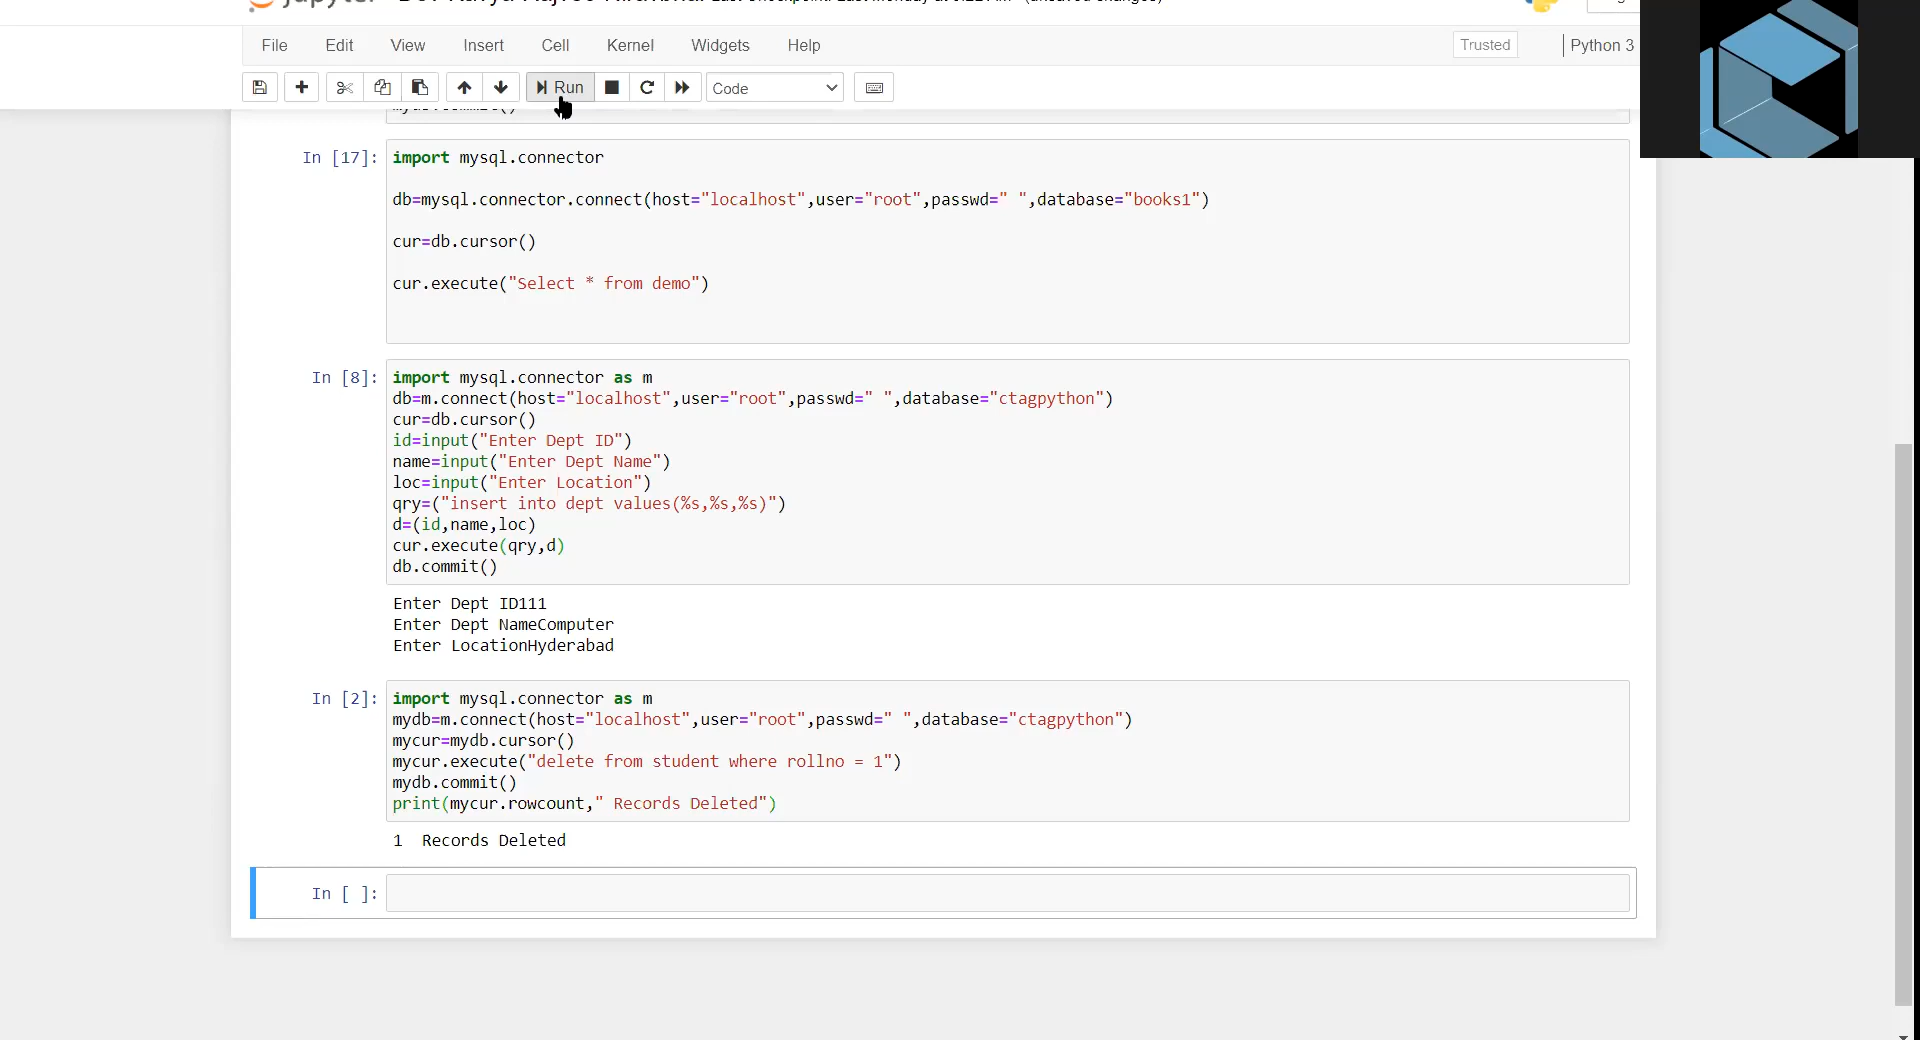 File Edit View Insert Cell Kernel Widgets Help Trusted Python 3
Run Code
In [17]: import mysql.connector
db=mysql.connector.connect(host="localhost",user="root",passwd=" ",database="books1")
cur=db.cursor()
cur.execute("Select * from demo")
In [8]: import mysql.connector as m
db=m.connect(host="localhost",user="root",passwd=" ",database="ctagpython")
cur=db.cursor()
id=input("Enter Dept ID")
name=input("Enter Dept Name")
loc=input("Enter Location")
qry=("insert into dept values(%s,%s,%s)")
d=(id,name,loc)
cur.execute(qry,d)
db.commit()
Enter Dept ID111
Enter Dept NameComputer
Enter LocationHyderabad
In [2]: import mysql.connector as m
mydb=m.connect(host="localhost",user="root",passwd=" ",database="ctagpython")
mycur=mydb.cursor()
mycur.execute("delete from student where rollno = 1")
mydb.commit()
print(mycur.rowcount," Records Deleted")
1  Records Deleted
In [ ]: